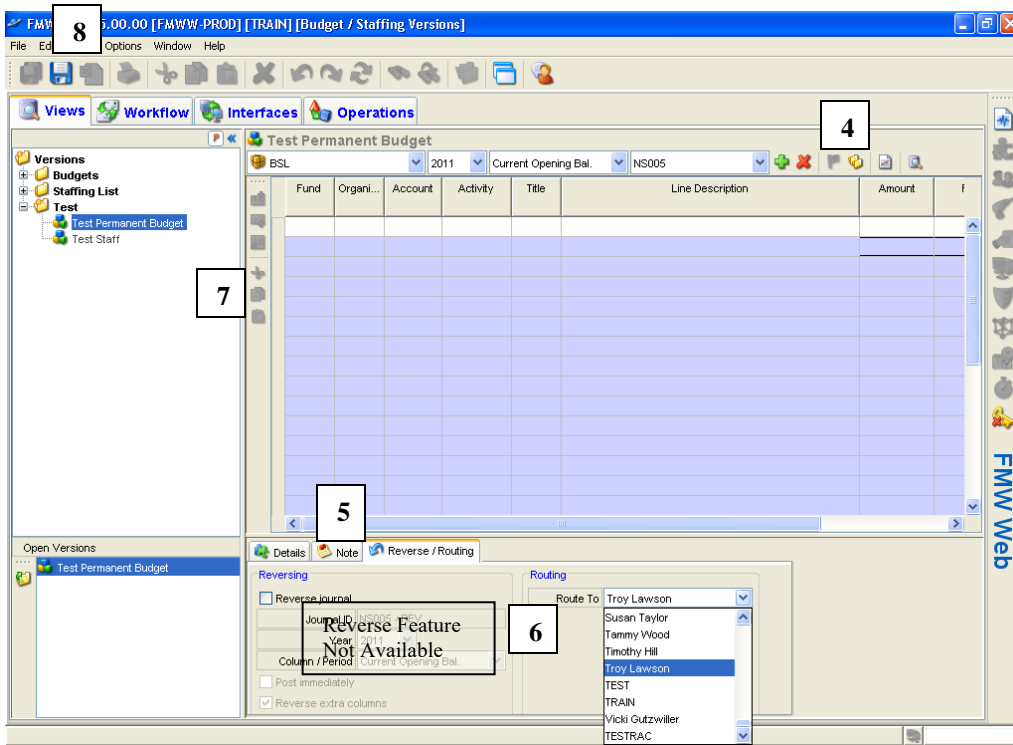 FMW 5.00.00 [FMWW-PROD] [TRAIN] [Budget / Staffing Versions]
8
File Ed Options Window Help
Views Workflow Interfaces Operations
4
Test Permanent Budget
BSL 2011 Current Opening Bal. NS005
Versions
Budgets
Staffing List
Test
Test Permanent Budget
Test Staff
Fund Organi... Account Activity Title Line Description Amount
7
5
Open Versions
Test Permanent Budget
Details Note Reverse / Routing
Reversing
Reverse journal
Journal ID NS005 - REV
Year 2011
Column / Period Current Opening Bal.
Post immediately
Reverse extra columns
Reverse Feature
Not Available
6
Routing
Route To Troy Lawson
Susan Taylor
Tammy Wood
Timothy Hill
Troy Lawson
TEST
TRAIN
Vicki Gutzwiller
TESTRAC
FMW Web